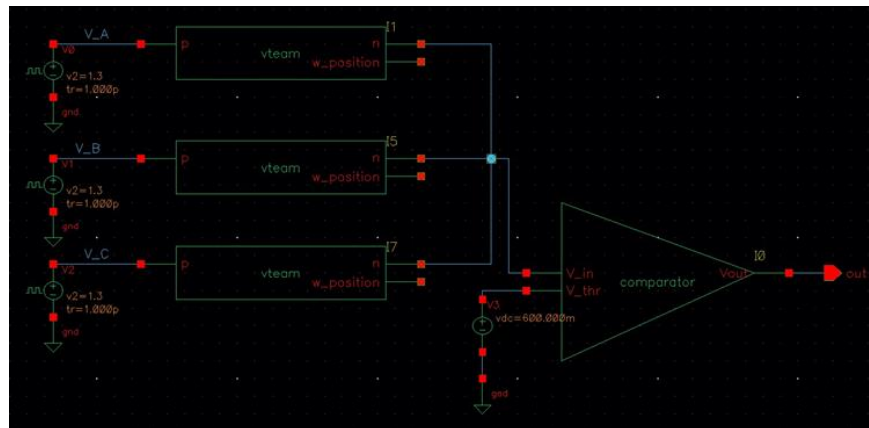 V_A
V0
v2=1.3
tr=1.000p
gnd
I1
p
vteam
n
w_position
V_B
V1
v2=1.3
tr=1.000p
gnd
I5
p
vteam
n
w_position
V_C
V2
v2=1.3
tr=1.000p
gnd
I7
p
vteam
n
w_position
V3
vdc=600.000m
gnd
I0
V_in
V_thr
comparator
Vout
out